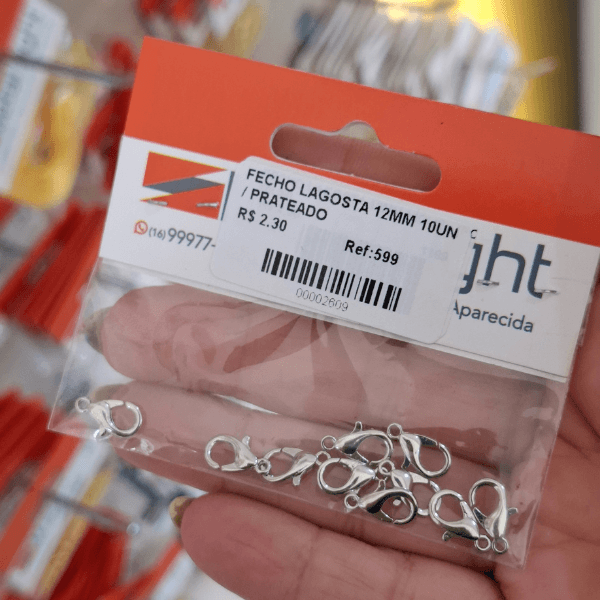 FECHO LAGOSTA 12MM 10UN
/ PRATEADO
R$ 2.30
Ref:599
00002609
(16) 99977-
ght
Aparecida